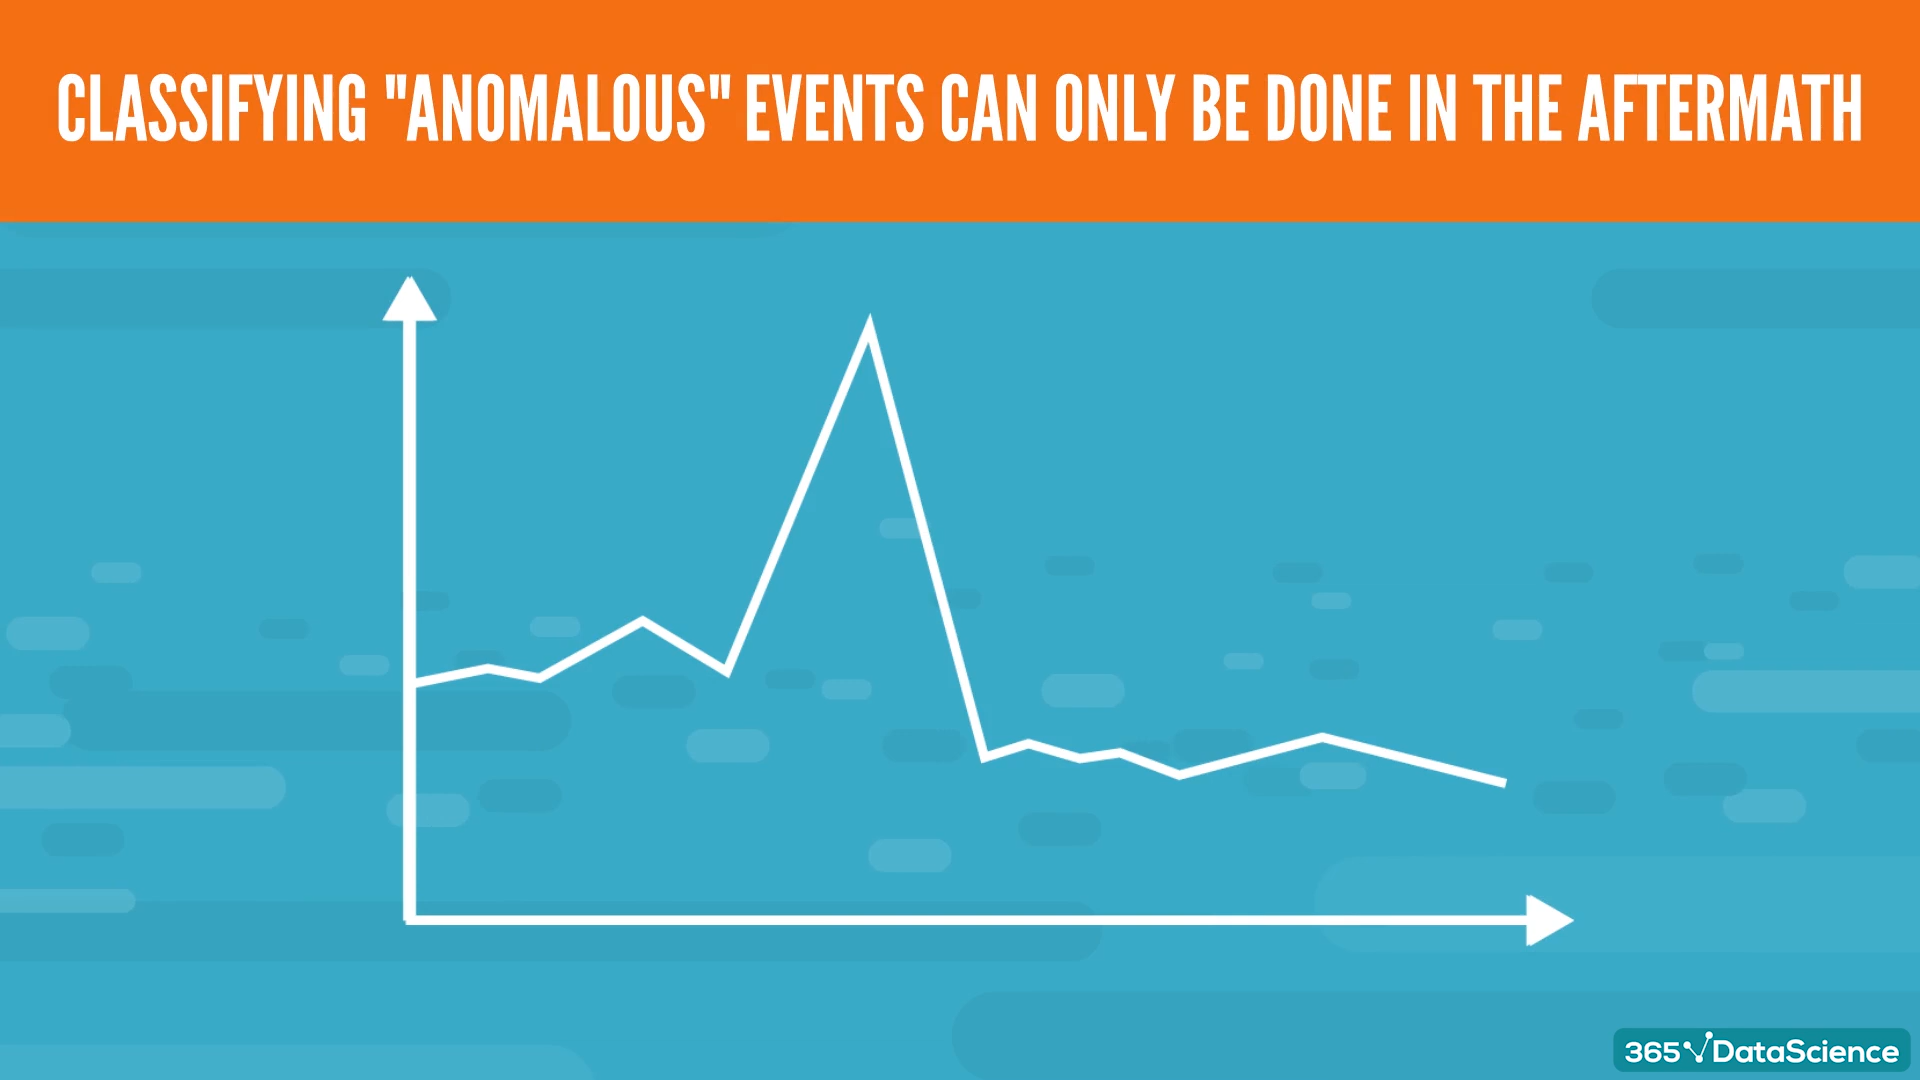 CLASSIFYING "ANOMALOUS" EVENTS CAN ONLY BE DONE IN THE AFTERMATH
365 DataScience